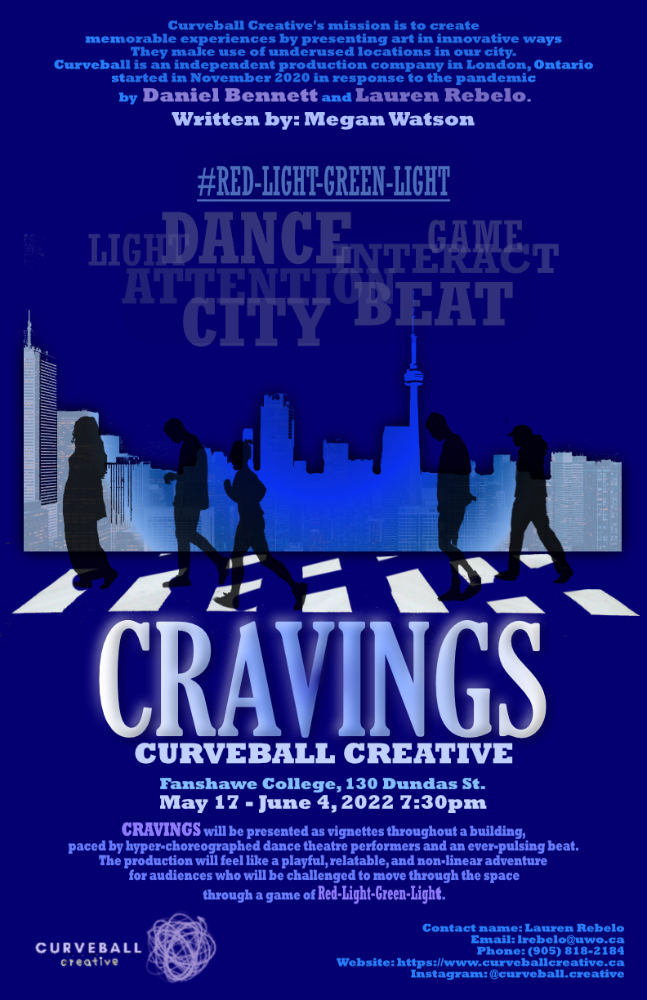 Curveball Creative's mission is to create
memorable experiences by presenting art in innovative ways
They make use of underused locations in our city.
Curveball is an independent production company in London, Ontario
started in November 2020 in response to the pandemic
by Daniel Bennett and Lauren Rebelo.
Written by: Megan Watson
#RED-LIGHT-GREEN-LIGHT
LIGHT DANCE GAME
INTERACT
ATTENTION
CITY BEAT
CRAVINGS
CURVEBALL CREATIVE
Fanshawe College, 130 Dundas St.
May 17 - June 4, 2022 7:30pm
CRAVINGS will be presented as vignettes throughout a building,
paced by hyper-choreographed dance theatre performers and an ever-pulsing beat.
The production will feel like a playful, relatable, and non-linear adventure
for audiences who will be challenged to move through the space
through a game of Red-Light-Green-Light.
CURVEBALL
creative
Contact name: Lauren Rebelo
Email: lrebelo@uwo.ca
Phone: (905) 818-2184
Website: https://www.curveballcreative.ca
Instagram: @curveball.creative